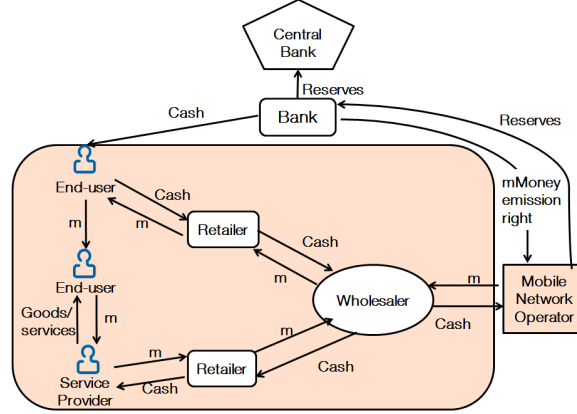 Central
Bank
Reserves
Cash
Bank
Reserves
mMoney
emission
right
End-user
Cash
m
Retailer
Cash
m
m
End-user
Goods/
services
m
Wholesaler
m
Cash
Mobile
Network
Operator
m
m
Retailer
Cash
Cash
Service
Provider